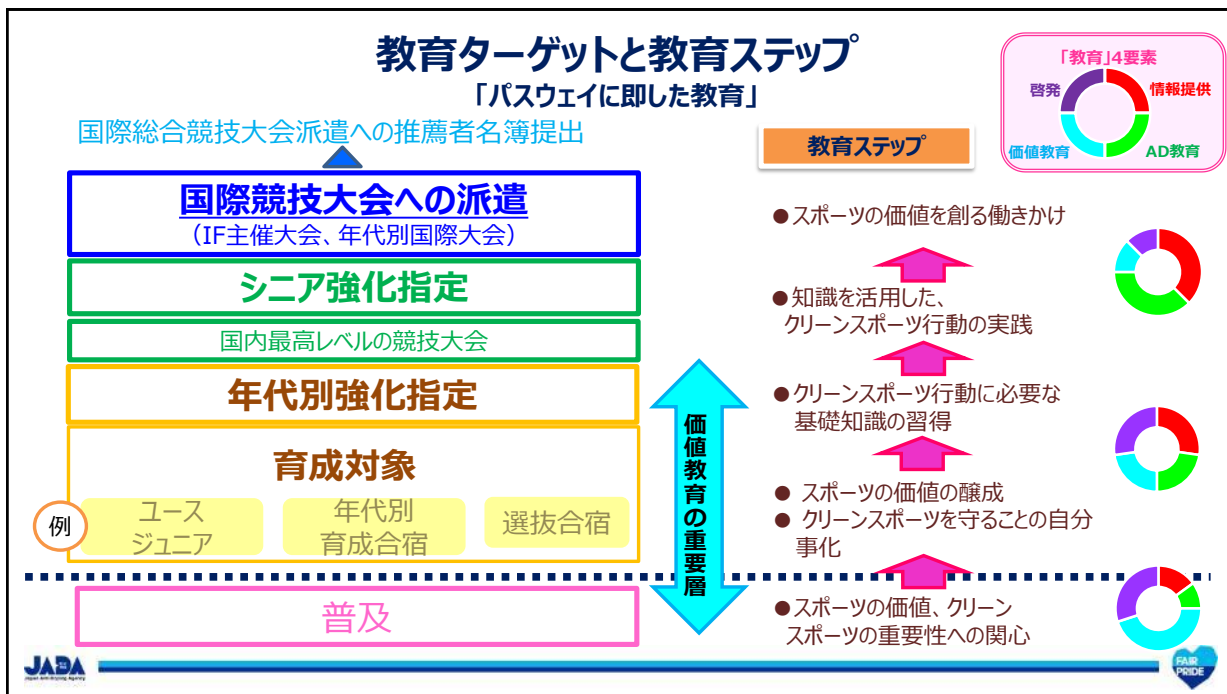 教育ターゲットと教育ステップ
「パスウェイに即した教育」
「教育」4要素
啓発
情報提供
価値教育
AD教育
国際総合競技大会派遣への推薦者名簿提出
国際競技大会への派遣
（IF主催大会、年代別国際大会）
シニア強化指定
国内最高レベルの競技大会
年代別強化指定
育成対象
例
ユース
ジュニア
年代別
育成合宿
選抜合宿
普及
価値教育の重要層
教育ステップ
●スポーツの価値を創る働きかけ
●知識を活用した、
クリーンスポーツ行動の実践
●クリーンスポーツ行動に必要な
基礎知識の習得
● スポーツの価値の醸成
● クリーンスポーツを守ることの自分
事化
●スポーツの価値、クリーン
スポーツの重要性への関心
JADA
Japan Anti-Doping Agency
FAIR
PRIDE